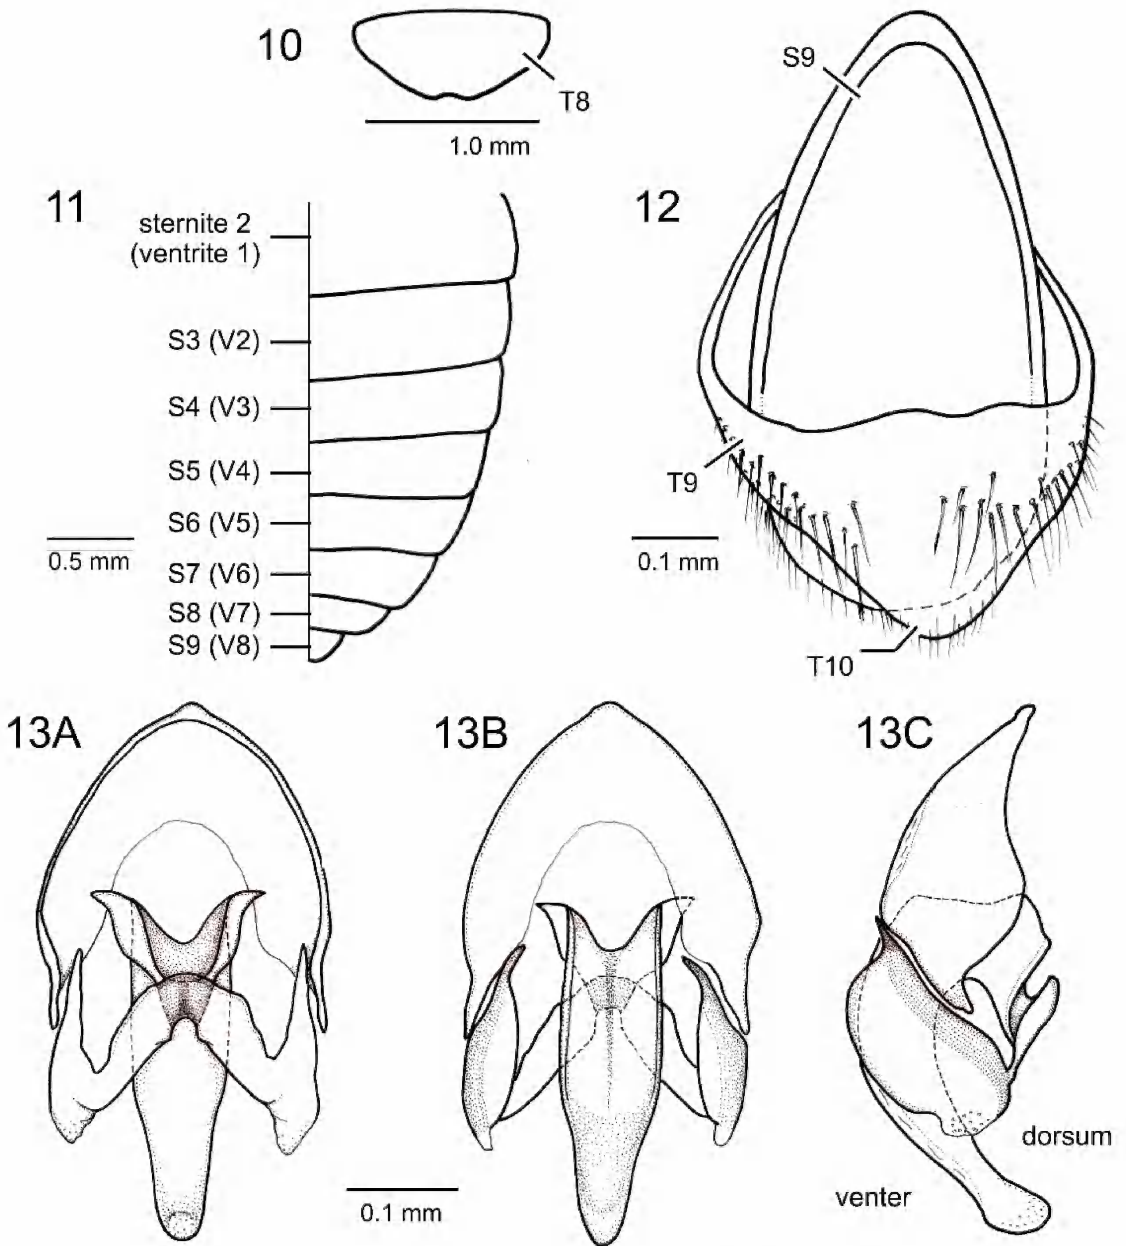 10
T8
1.0 mm
S9
11
sternite 2
(ventrite 1)
S3 (V2)
S4 (V3)
S5 (V4)
S6 (V5)
S7 (V6)
S8 (V7)
S9 (V8)
0.5 mm
12
T9
0.1 mm
T10
13A
13B
13C
dorsum
venter
0.1 mm